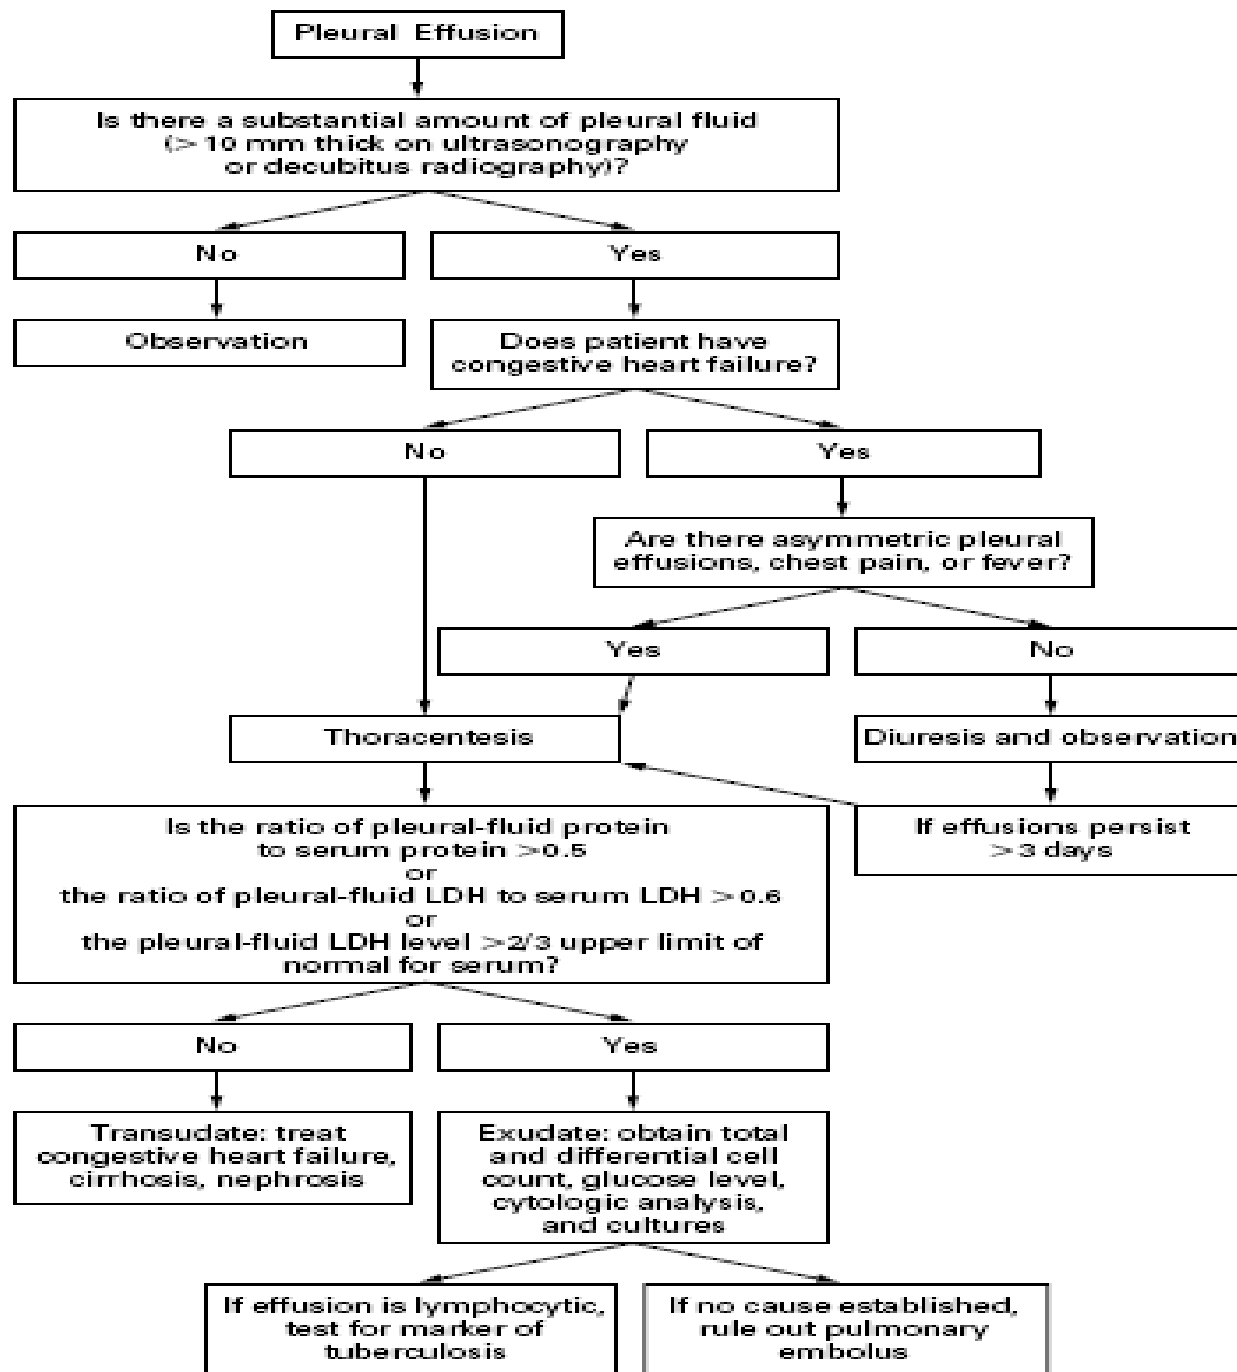 Pleural Effusion
Is there a substantial amount of pleural fluid
(>10 mm thick on ultrasonography
or decubitus radiography)?
No
Yes
Observation
Does patient have
congestive heart failure?
No
Yes
Are there asymmetric pleural
effusions, chest pain, or fever?
Yes
No
Thoracentesis
Diuresis and observation
Is the ratio of pleural-fluid protein
to serum protein >0.5
or
the ratio of pleural-fluid LDH to serum LDH >0.6
or
the pleural-fluid LDH level >2/3 upper limit of
normal for serum?
If effusions persist
>3 days
No
Yes
Transudate: treat
congestive heart failure,
cirrhosis, nephrosis
Exudate: obtain total
and differential cell
count, glucose level,
cytologic analysis,
and cultures
If effusion is lymphocytic,
test for marker of
tuberculosis
If no cause established,
rule out pulmonary
embolus